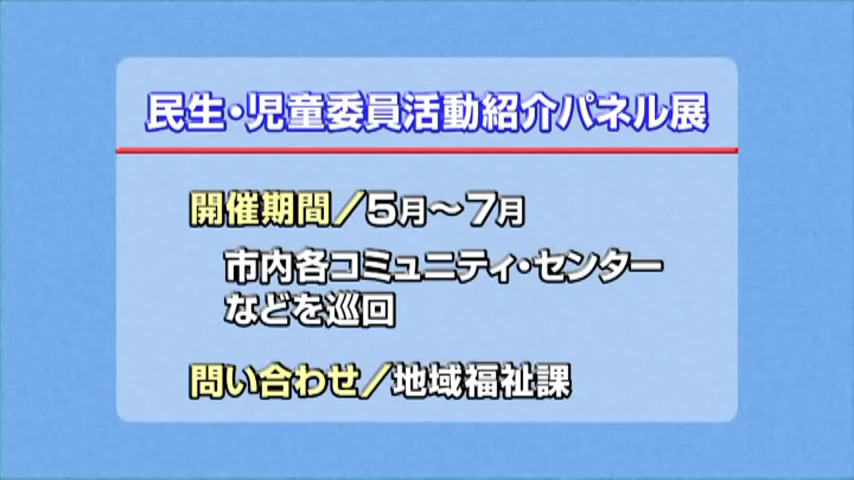 民生・児童委員活動紹介パネル展
開催期間／5月～7月
市内各コミュニティ・センター
などを巡回
問い合わせ／地域福祉課